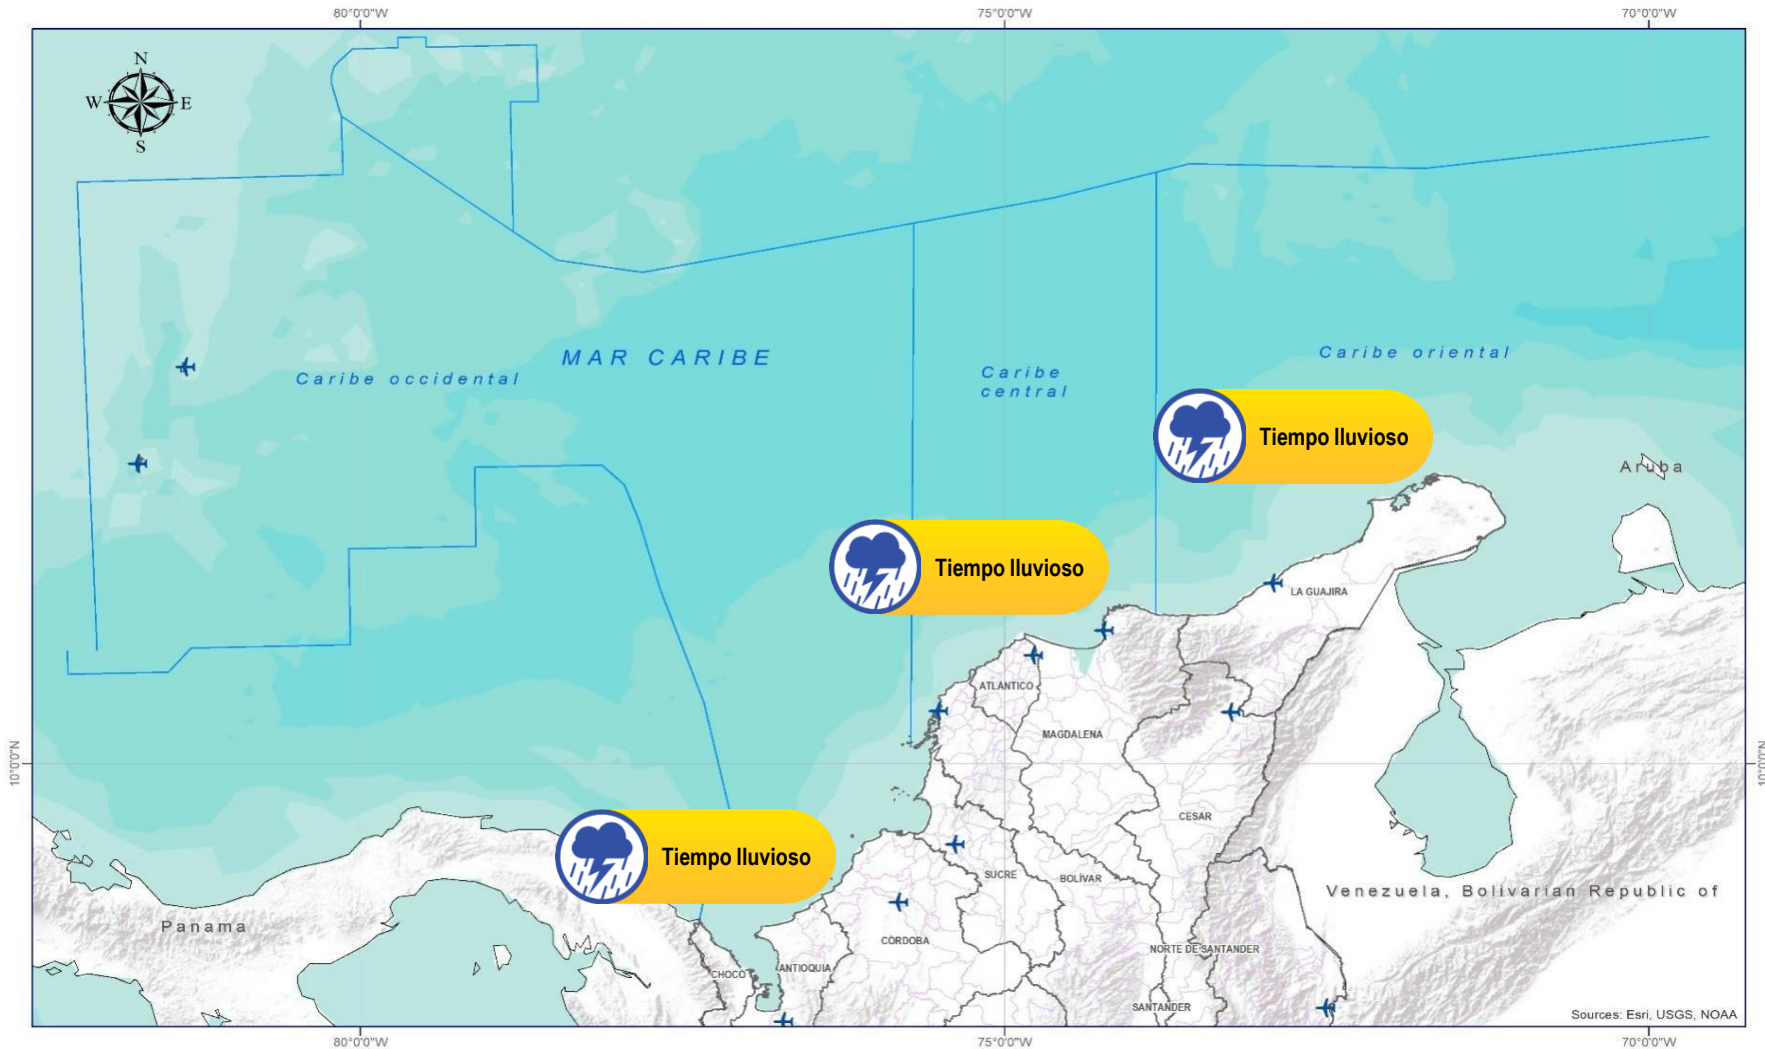 80°0'0"W
75°0'0"W
70°0'0"W
N
W
E
S
MAR CARIBE
Caribe occidental
Caribe
central
Caribe oriental
Tiempo lluvioso
Aruba
Tiempo lluvioso
LA GUAJIRA
ATLANTICO
MAGDALENA
10°0'0"N
10°0'0"N
CESAR
Tiempo lluvioso
SUCRE
BOLÍVAR
Venezuela, Bolivarian Republic of
Panama
CÓRDOBA
NORTE DE SANTANDER
CHOCO
ANTIOQUIA
SANTANDER
Sources: Esri, USGS, NOAA
80°0'0"W
75°0'0"W
70°0'0"W